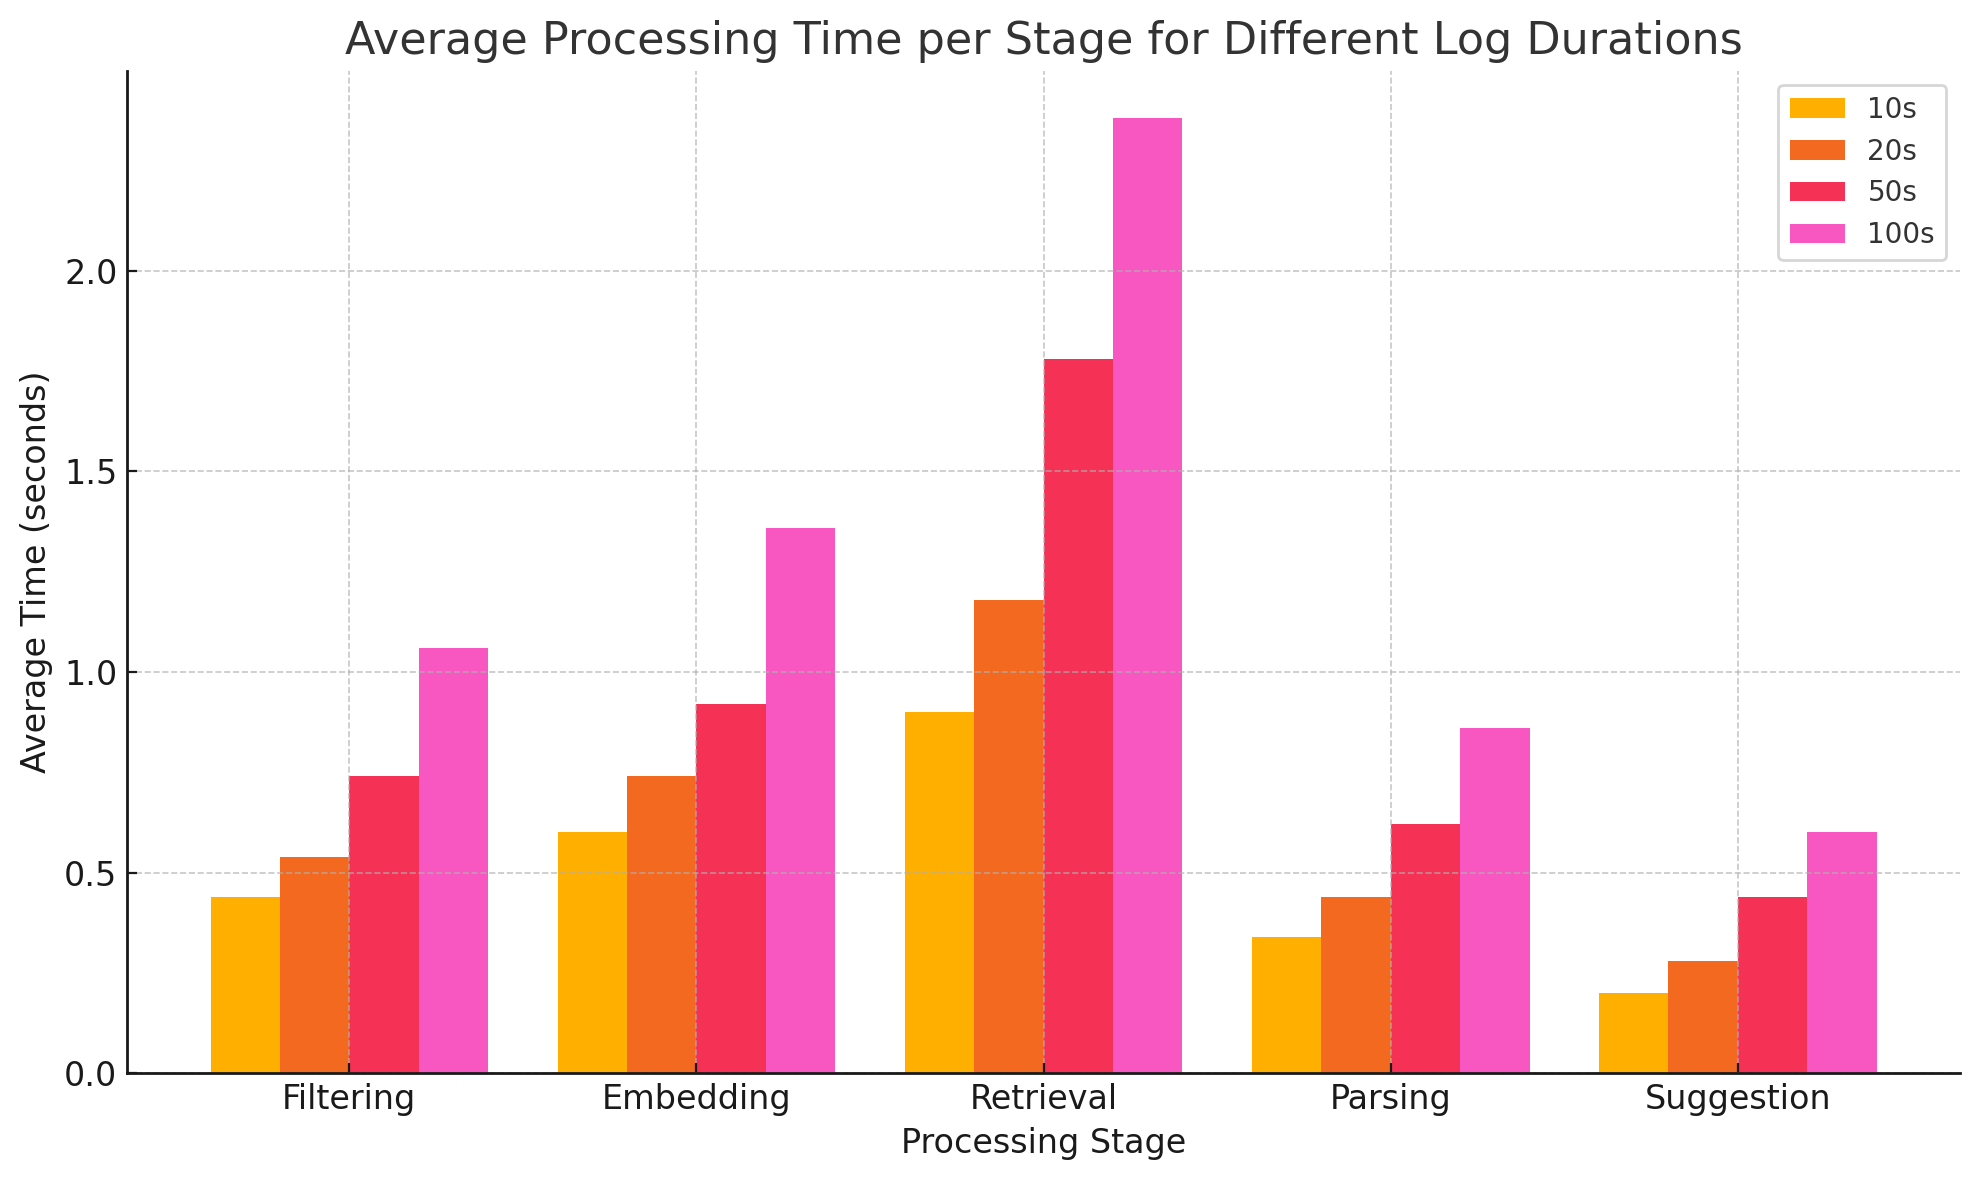 Average Processing Time per Stage for Different Log Durations
10s
20s
50s
100s
Average Time (seconds)
2.0
1.5
1.0
0.5
0.0
Filtering Embedding Retrieval Parsing Suggestion
Processing Stage